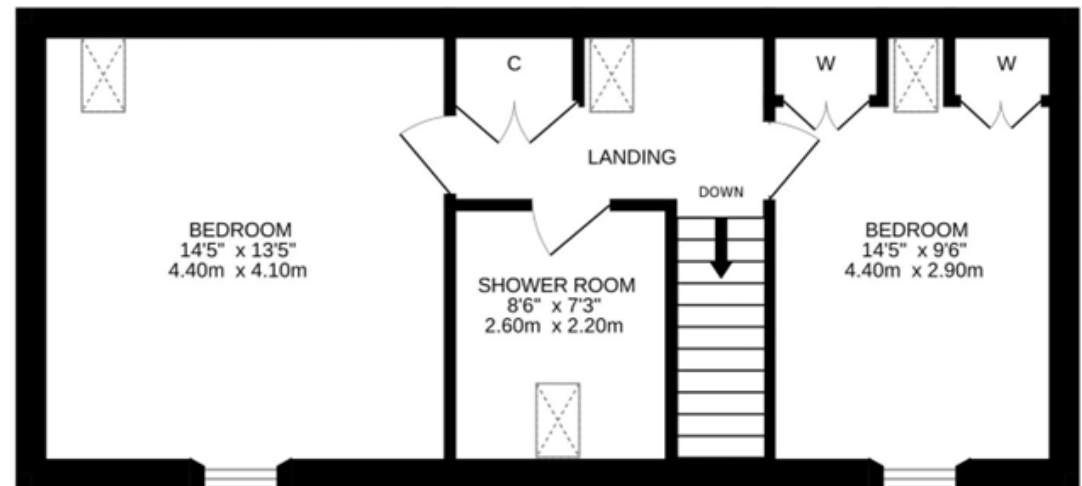 C
W
W
LANDING
DOWN
BEDROOM
14'5" x 13'5"
4.40m x 4.10m
SHOWER ROOM
8'6" x 7'3"
2.60m x 2.20m
BEDROOM
14'5" x 9'6"
4.40m x 2.90m